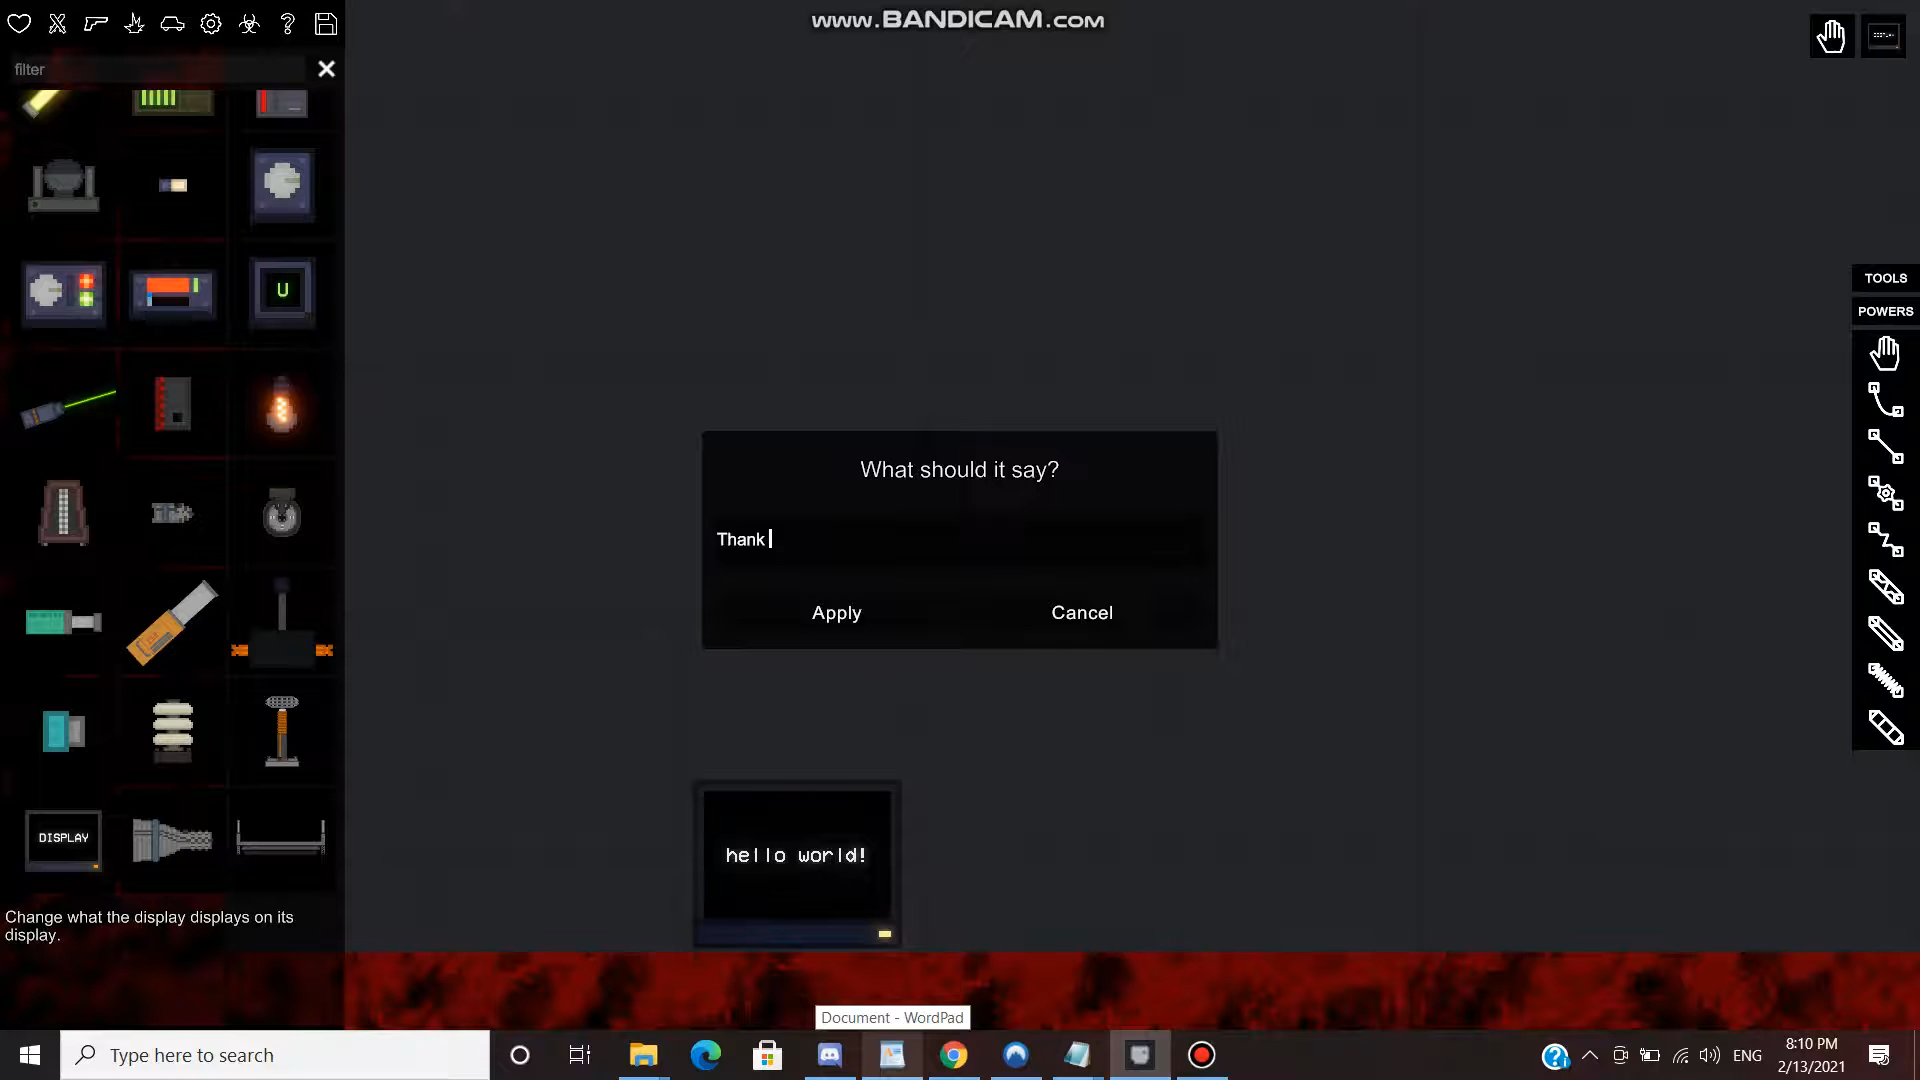 www.BANDICAM.com
filter
U
TOOLS
POWERS
What should it say?
Thank
Apply
Cancel
DISPLAY
hello world!
Change what the display displays on its
display.
Document - WordPad
Type here to search
ENG
8:10 PM
2/13/2021